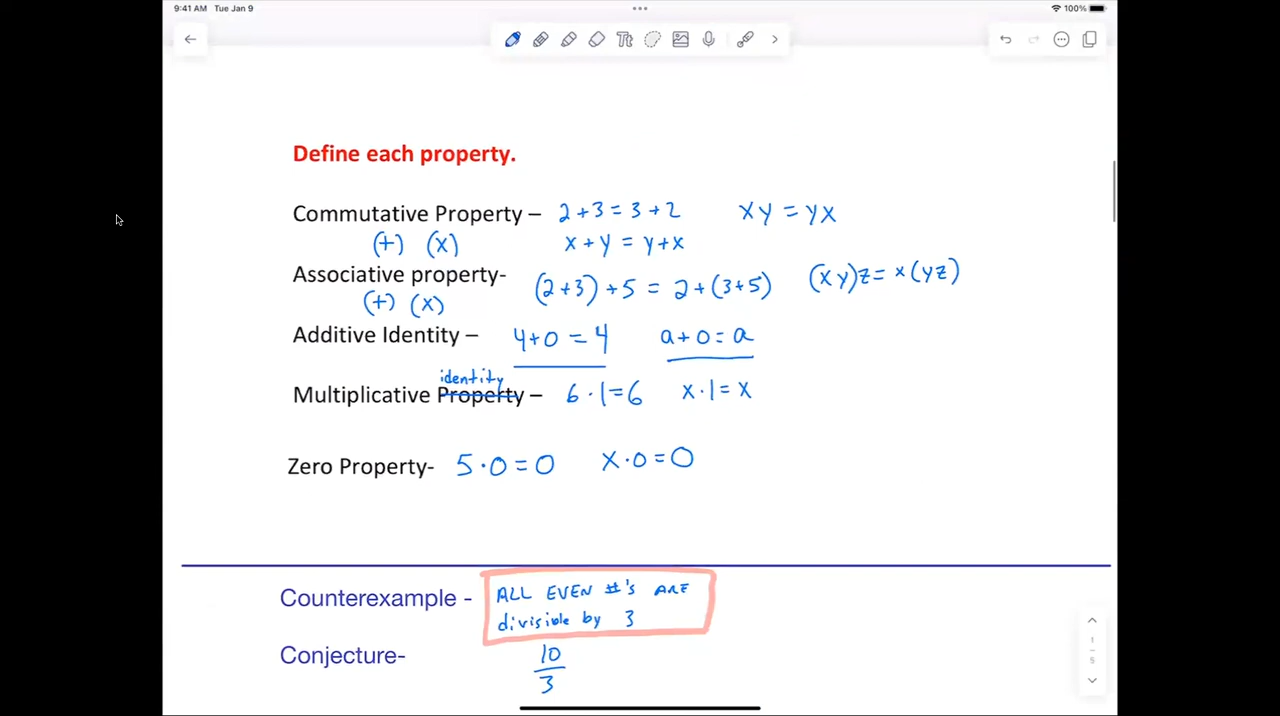 9:41 AM Tue Jan 9
100%
Define each property.
Commutative Property – 2+3=3+2 xy=yx
(+) (x) x+y=y+x
Associative property- (2+3)+5=2+(3+5) (xy)z=x(yz)
(+) (x)
Additive Identity – 4+0=4 a+0=a
identity
Multiplicative Property – 6·1=6 x·1=x
Zero Property- 5·0=0 x·0=0
Counterexample - ALL EVEN #'s ARE
divisible by 3
Conjecture- 10
3
1
5